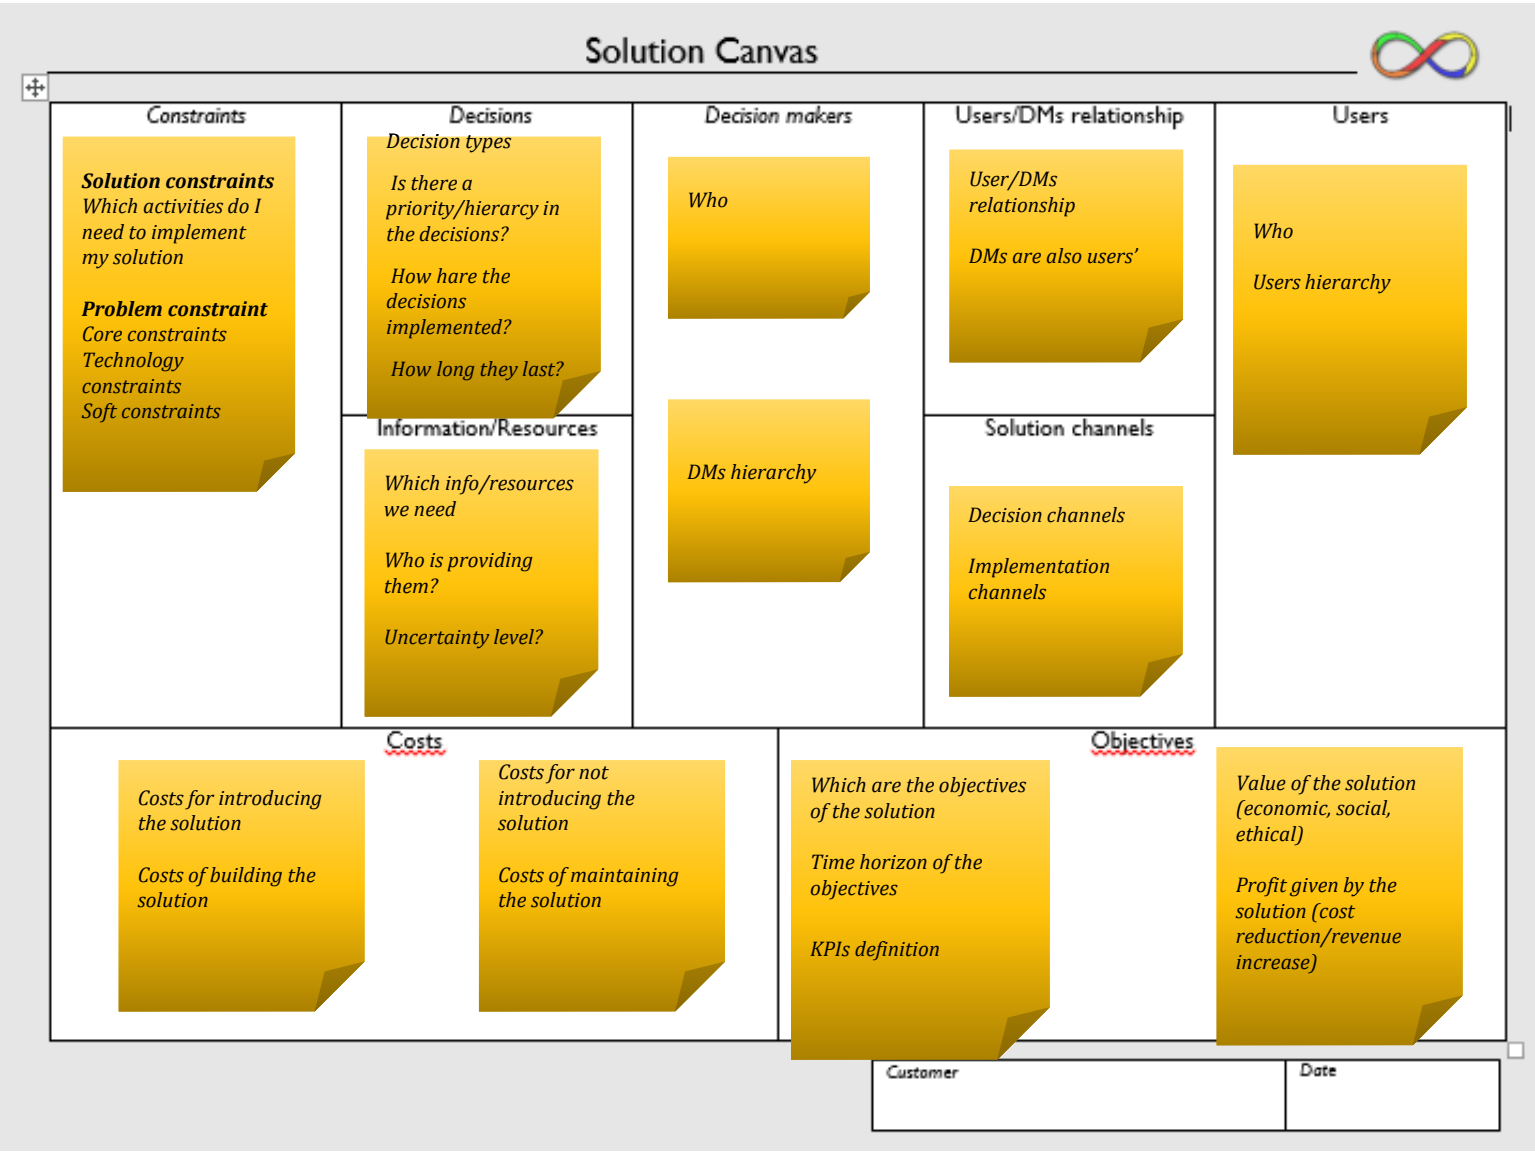 Solution Canvas
Constraints
Solution constraints
Which activities do I
need to implement
my solution
Problem constraint
Core constraints
Technology
constraints
Soft constraints
Decisions
Decision types
Is there a
priority/hierarcy in
the decisions?
How hare the
decisions
implemented?
How long they last?
Information/Resources
Which info/resources
we need
Who is providing
them?
Uncertainty level?
Decision makers
Who
DMs hierarchy
Users/DMs relationship
User/DMs
relationship
DMs are also users’
Solution channels
Decision channels
Implementation
channels
Users
Who
Users hierarchy
Costs
Costs for introducing
the solution
Costs of building the
solution
Costs for not
introducing the
solution
Costs of maintaining
the solution
Objectives
Which are the objectives
of the solution
Time horizon of the
objectives
KPIs definition
Value of the solution
(economic, social,
ethical)
Profit given by the
solution (cost
reduction/revenue
increase)
Customer
Date